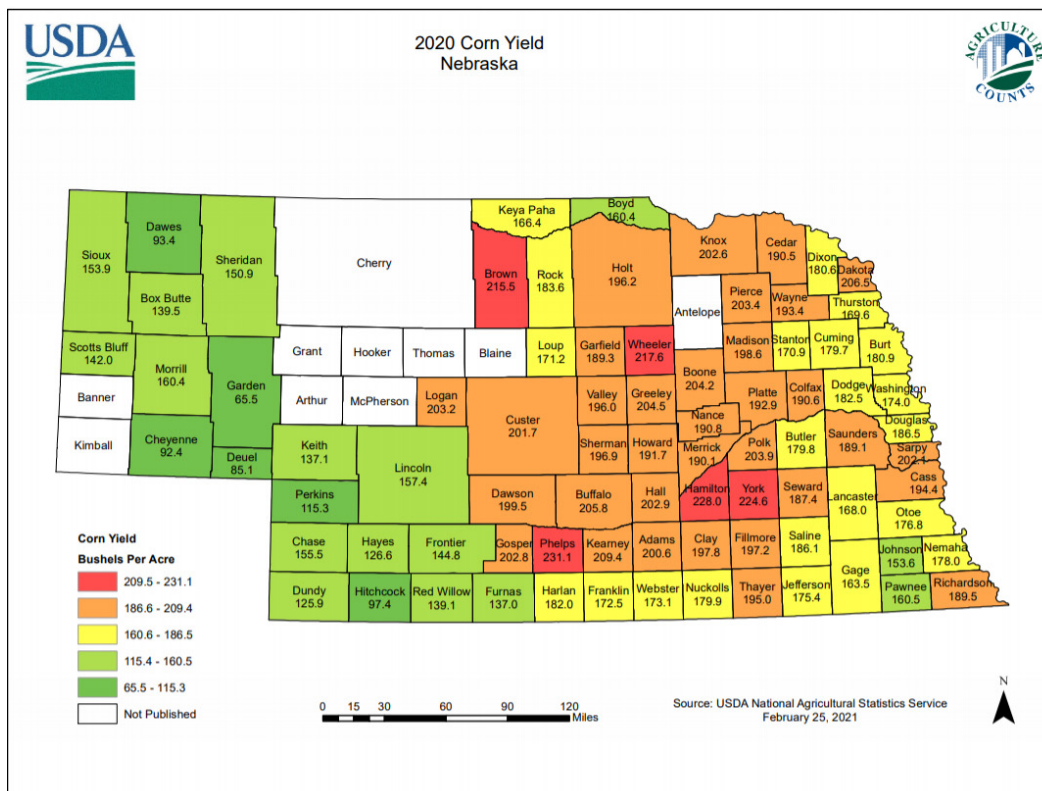 USDA
2020 Corn Yield
Nebraska
AGRICULTURE
COUNTS
Sioux
153.9
Dawes
93.4
Sheridan
150.9
Box Butte
139.5
Scotts Bluff
142.0
Morrill
160.4
Garden
65.5
Banner
Kimball
Cheyenne
92.4
Deuel
85.1
Cherry
Grant
Hooker
Thomas
Blaine
Arthur
McPherson
Logan
203.2
Keya Paha
166.4
Boyd
160.4
Brown
215.5
Rock
183.6
Holt
196.2
Knox
202.6
Cedar
190.5
Dixon
180.6
Dakota
206.5
Antelope
Pierce
203.4
Wayne
193.4
Thurston
169.6
Loup
171.2
Garfield
189.3
Wheeler
217.6
Madison
198.6
Stanton
170.9
Cuming
179.7
Burt
180.9
Boone
204.2
Custer
201.7
Valley
196.0
Greeley
204.5
Platte
192.9
Colfax
190.6
Dodge
182.5
Washington
174.0
Nance
190.8
Douglas
186.5
Sherman
196.9
Howard
191.7
Merrick
190.1
Polk
203.9
Butler
179.8
Saunders
189.1
Sarpy
202.1
Keith
137.1
Lincoln
157.4
Perkins
115.3
Dawson
199.5
Buffalo
205.8
Hall
202.9
Hamilton
228.0
York
224.6
Seward
187.4
Lancaster
168.0
Cass
194.4
Otoe
176.8
Chase
155.5
Hayes
126.6
Frontier
144.8
Gosper
202.8
Phelps
231.1
Kearney
209.4
Adams
200.6
Clay
197.8
Fillmore
197.2
Saline
186.1
Gage
163.5
Johnson
153.6
Nemaha
178.0
Dundy
125.9
Hitchcock
97.4
Red Willow
139.1
Furnas
137.0
Harlan
182.0
Franklin
172.5
Webster
173.1
Nuckolls
179.9
Thayer
195.0
Jefferson
175.4
Pawnee
160.5
Richardson
189.5
Corn Yield
Bushels Per Acre
209.5 - 231.1
186.6 - 209.4
160.6 - 186.5
115.4 - 160.5
65.5 - 115.3
Not Published
0 15 30 60 90 120
Miles
Source: USDA National Agricultural Statistics Service
February 25, 2021
N